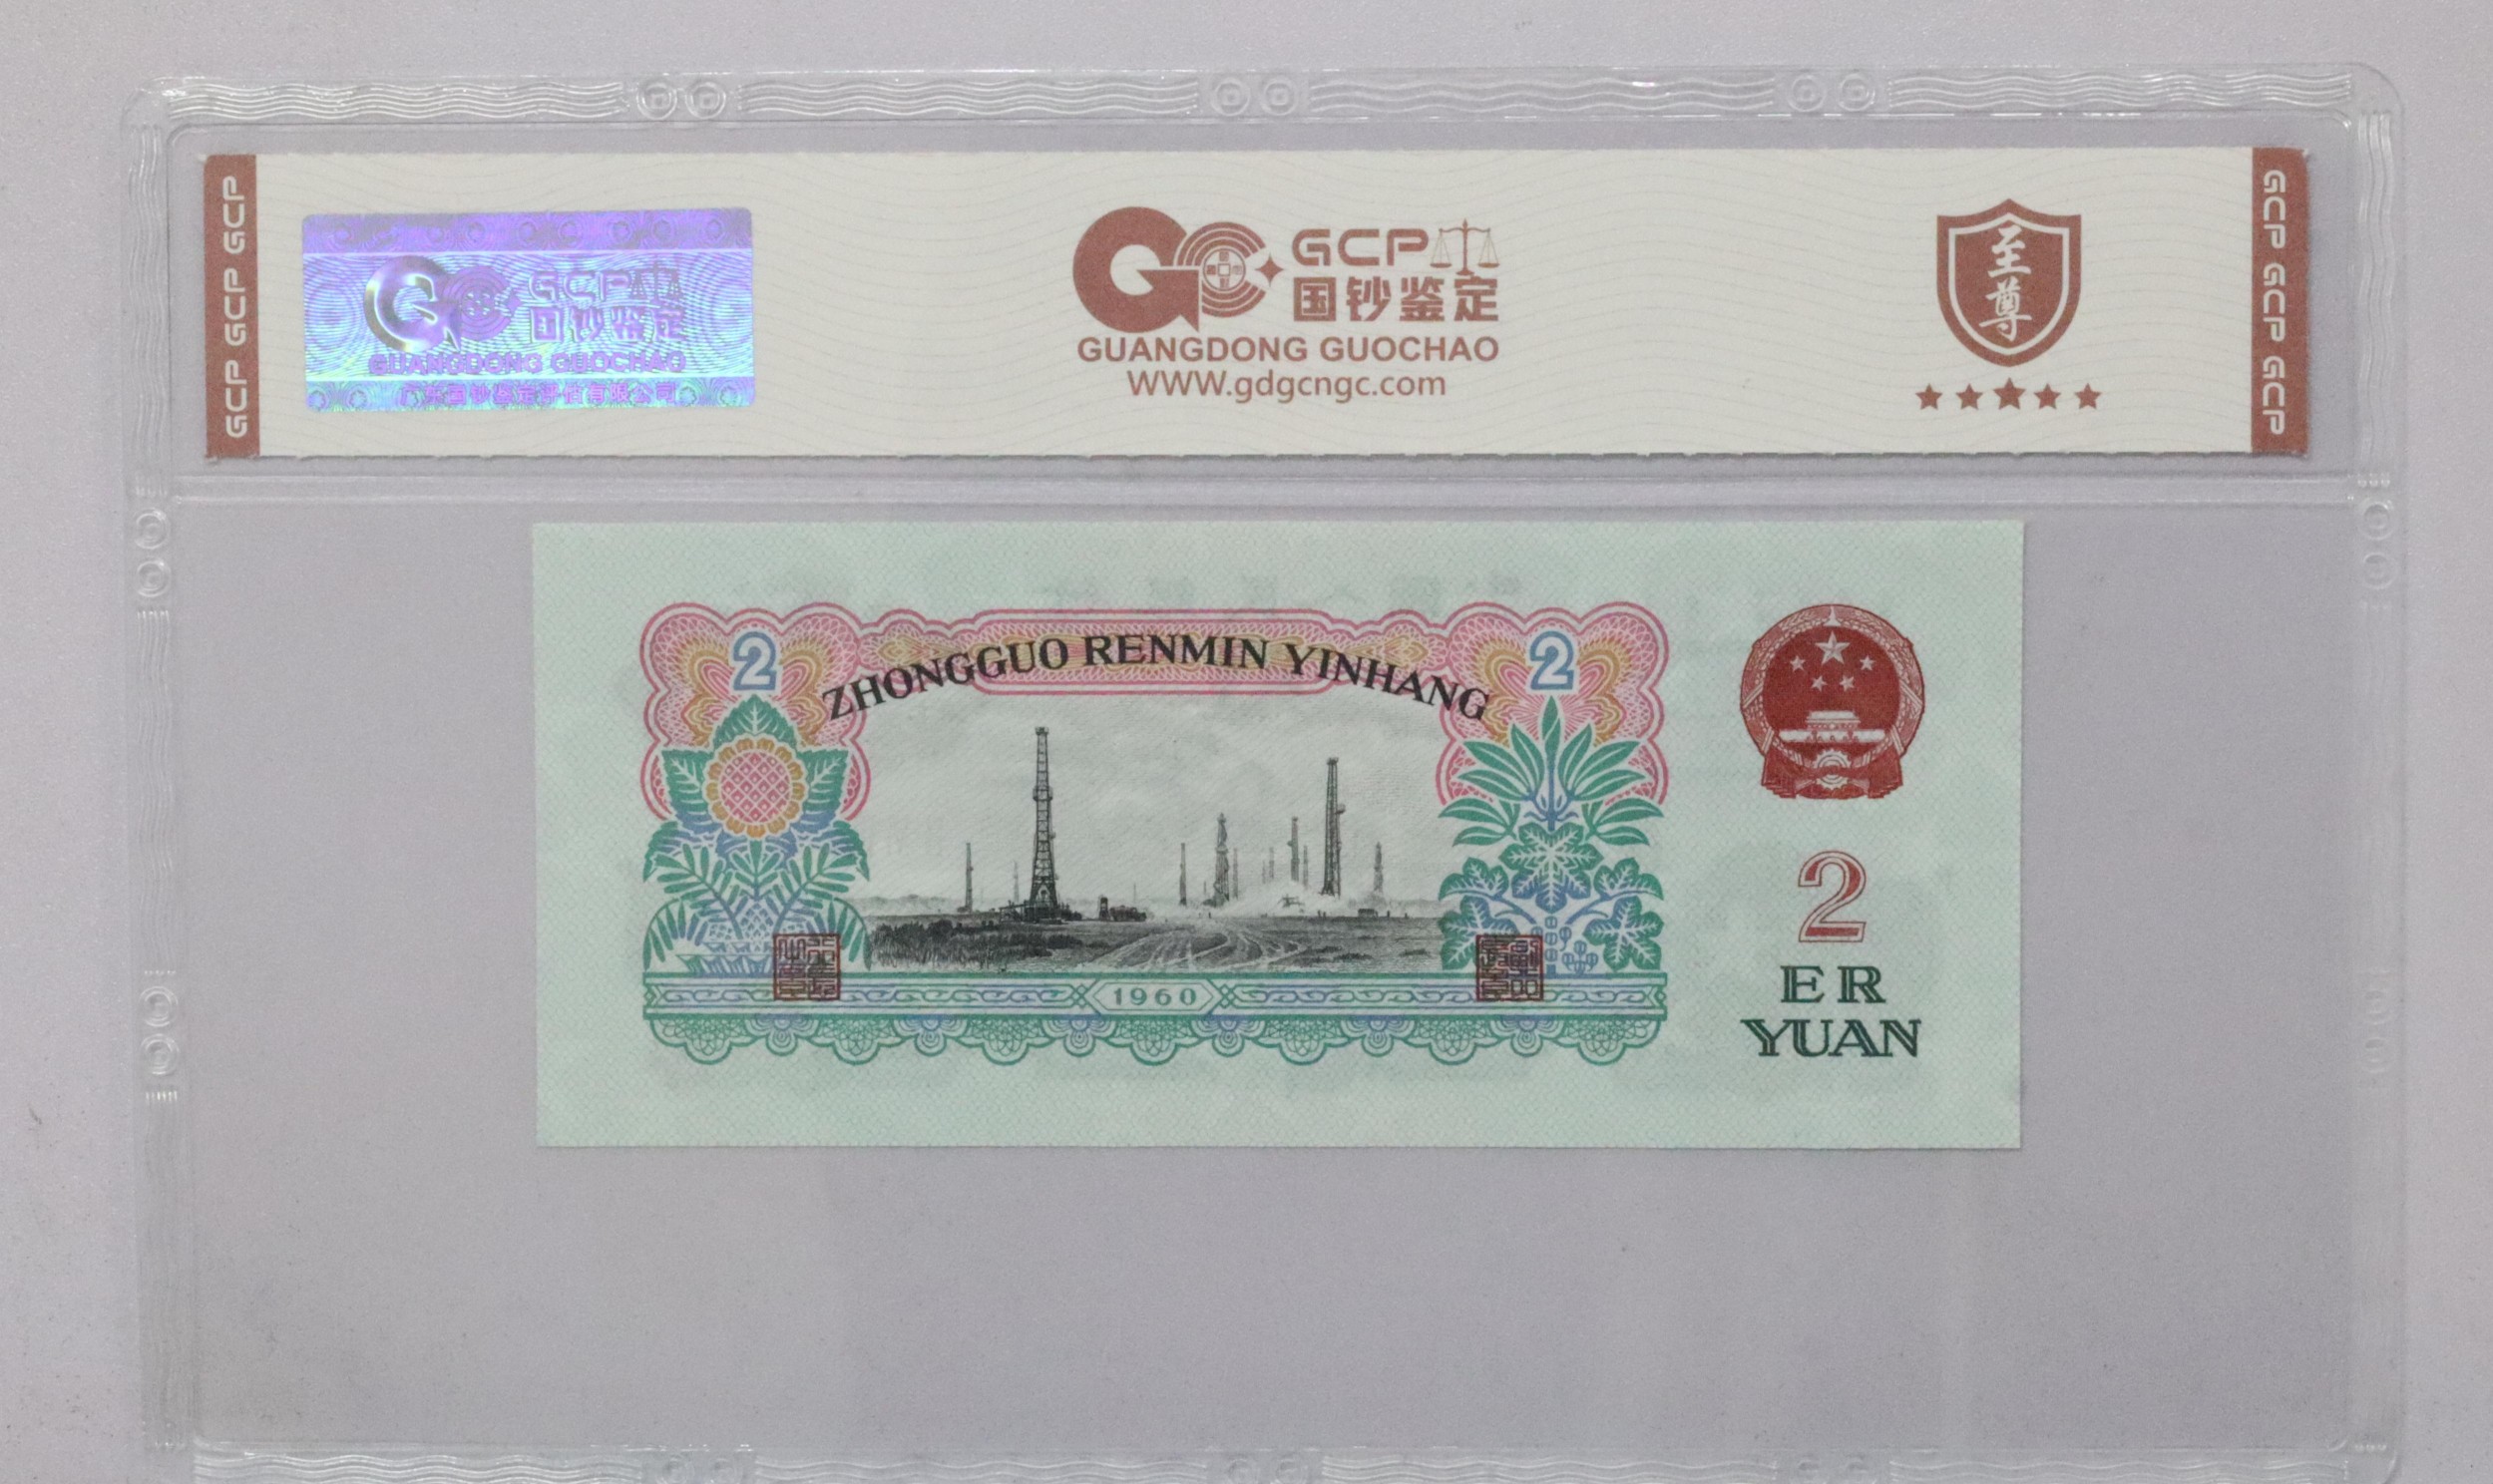 GCP GCP GCP
GCP
国钞鉴定
GUANGDONG GUOCHAO
广东国钞鉴定评估有限公司
GCP
国钞鉴定
GUANGDONG GUOCHAO
WWW.gdgcngc.com
至尊
GCP GCP GCP
ZHONGGUO RENMIN YINHANG
2
2
1960
2
ER
YUAN